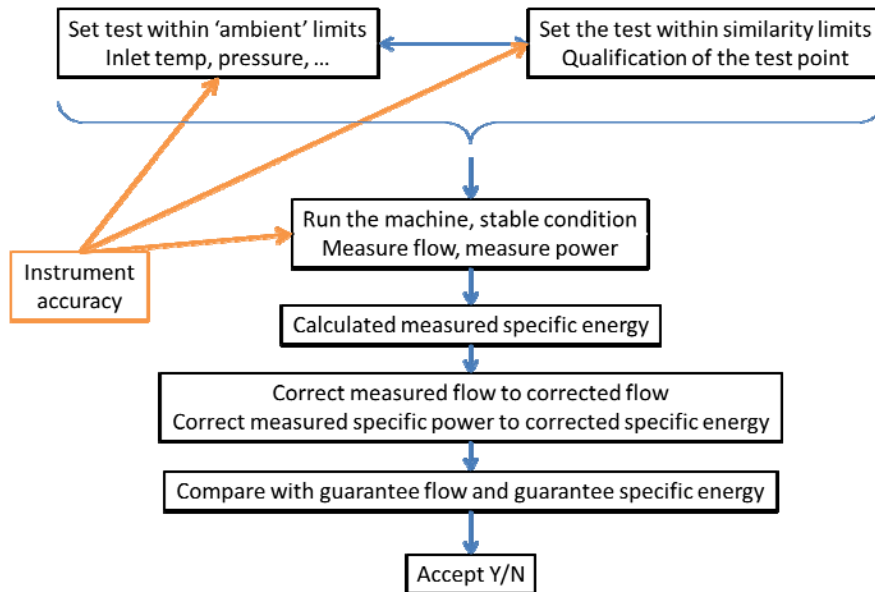 Set test within ‘ambient’ limits
Inlet temp, pressure, ...
Set the test within similarity limits
Qualification of the test point
Run the machine, stable condition
Measure flow, measure power
Instrument
accuracy
Calculated measured specific energy
Correct measured flow to corrected flow
Correct measured specific power to corrected specific energy
Compare with guarantee flow and guarantee specific energy
Accept Y/N